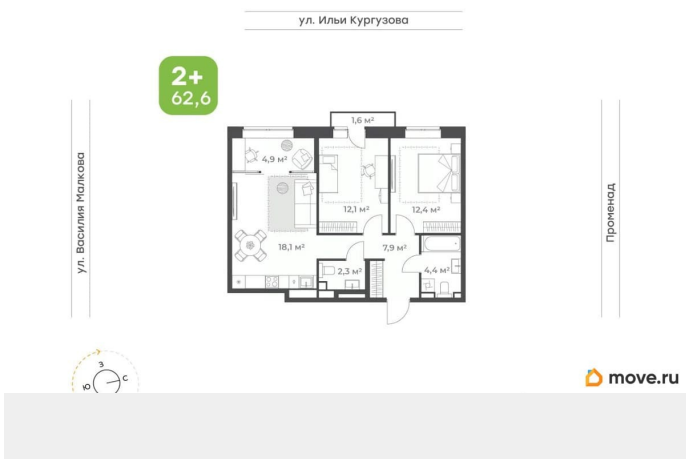 ул. Ильи Кургузова
2+
62,6
1,6 м²
4,9 м²
12,1 м²
12,4 м²
18,1 м²
7,9 м²
2,3 м²
4,4 м²
ул. Василия Малкова
Променад
З
С
Ю
move.ru